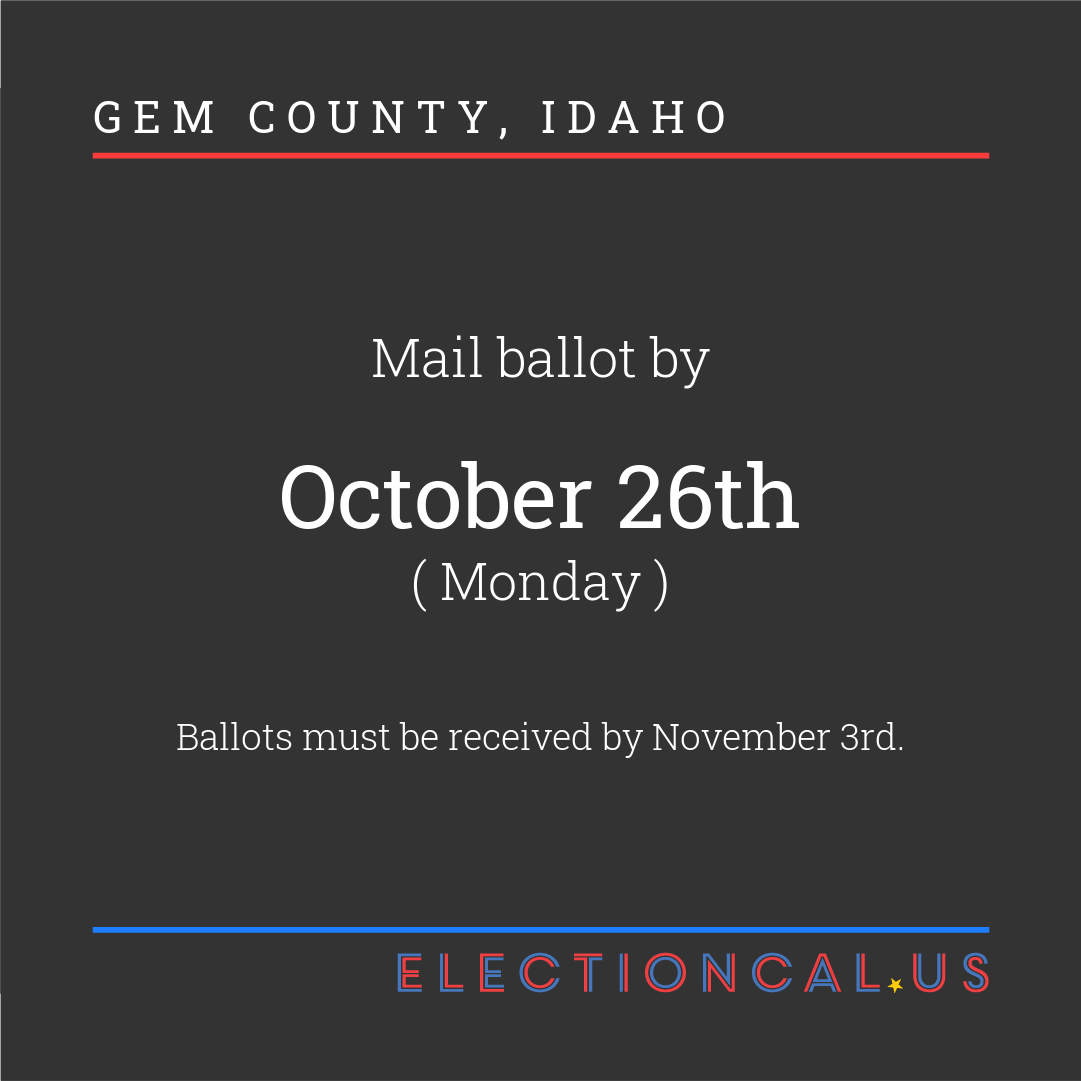 GEM COUNTY, IDAHO
Mail ballot by
October 26th
( Monday )
Ballots must be received by November 3rd.
ELECTIONCAL.US